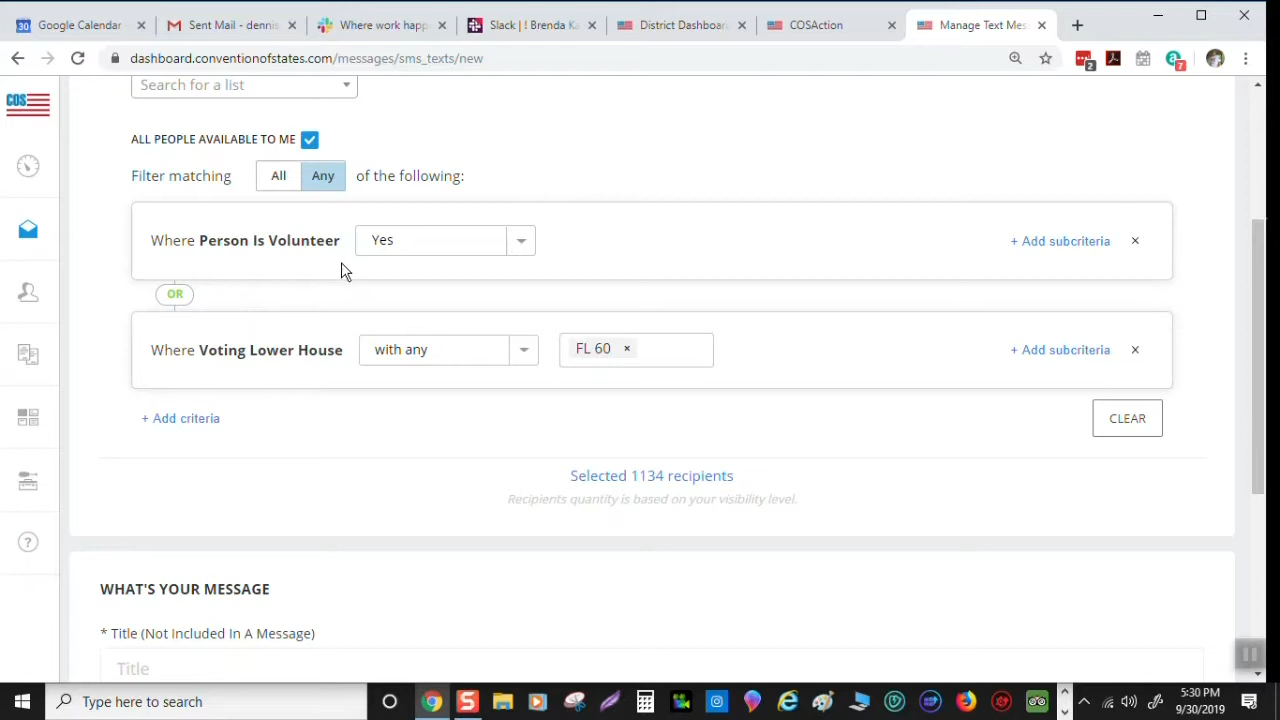 Google Calendar
Sent Mail - dennis
Where work happ
Slack | ! Brenda Ka
District Dashboar
COSAction
Manage Text Mes
dashboard.conventionofstates.com/messages/sms_texts/new
2
7
COS
Search for a list
ALL PEOPLE AVAILABLE TO ME
Filter matching All Any of the following:
Where Person Is Volunteer Yes + Add subcriteria ×
OR
Where Voting Lower House with any FL 60 × + Add subcriteria ×
+ Add criteria CLEAR
Selected 1134 recipients
Recipients quantity is based on your visibility level.
WHAT'S YOUR MESSAGE
* Title (Not Included In A Message)
Title
Type here to search
5:30 PM
9/30/2019